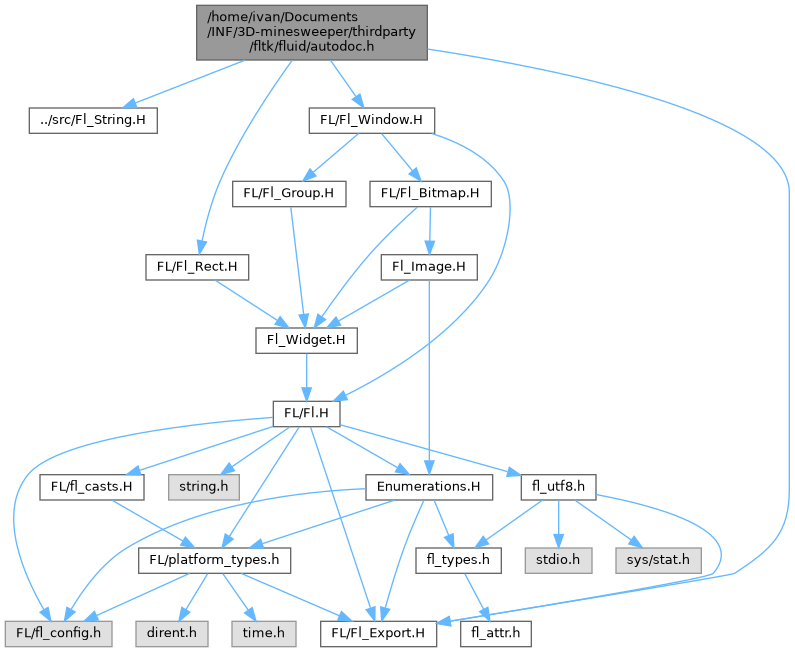 /home/ivan/Documents
/INF/3D-minesweeper/thirdparty
/fltk/fluid/autodoc.h
../src/Fl_String.H
FL/Fl_Window.H
FL/Fl_Group.H
FL/Fl_Bitmap.H
FL/Fl_Rect.H
Fl_Image.H
Fl_Widget.H
FL/Fl.H
FL/fl_casts.H
string.h
Enumerations.H
fl_utf8.h
FL/platform_types.h
fl_types.h
stdio.h
sys/stat.h
FL/fl_config.h
dirent.h
time.h
FL/Fl_Export.H
fl_attr.h